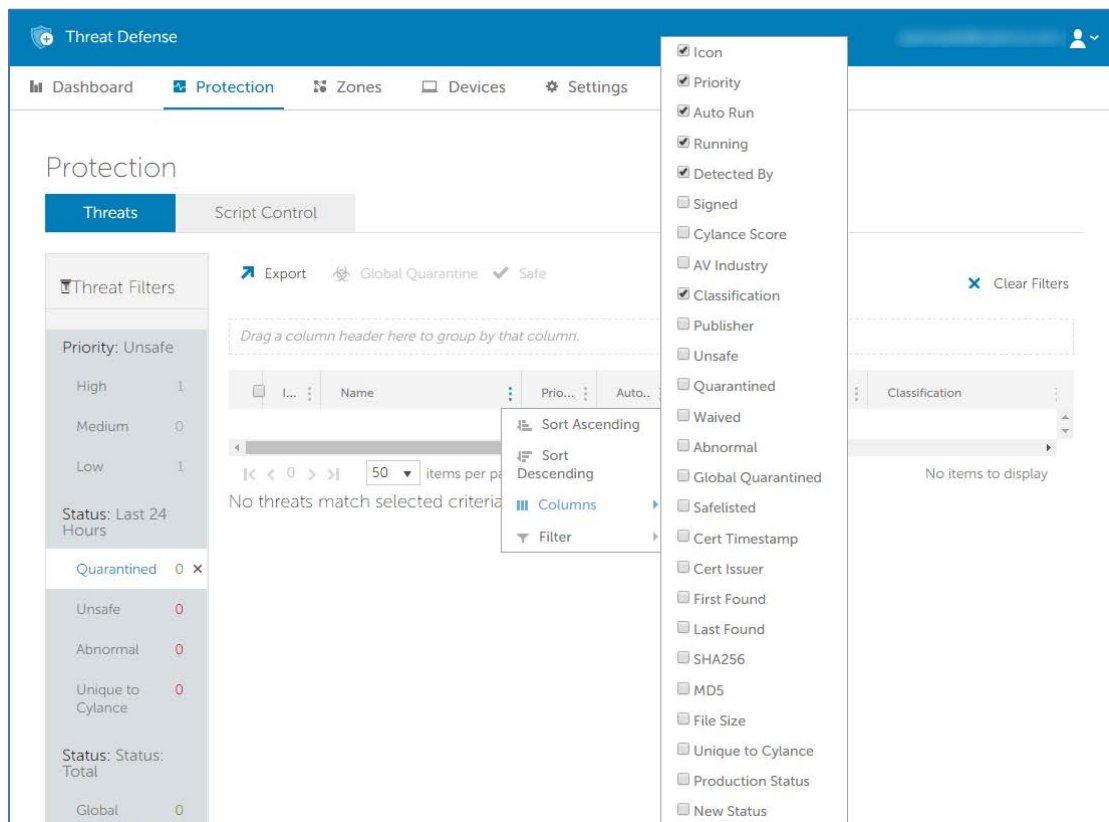 Threat Defense
Dashboard
Protection
Zones
Devices
Settings
Protection
Threats
Script Control
Threat Filters
Priority: Unsafe
High 1
Medium 0
Low 1
Status: Last 24
Hours
Quarantined 0
Unsafe 0
Abnormal 0
Unique to 0
Cylance
Status: Status:
Total
Global 0
Export
Global Quarantine
Safe
Clear Filters
Drag a column header here to group by that column.
I...
Name
Prio...
Auto..
Classification
0
50
items per pa
No items to display
No threats match selected criteria
Sort Ascending
Sort
Descending
Columns
Filter
Icon
Priority
Auto Run
Running
Detected By
Signed
Cylance Score
AV Industry
Classification
Publisher
Unsafe
Quarantined
Waived
Abnormal
Global Quarantined
Safelisted
Cert Timestamp
Cert Issuer
First Found
Last Found
SHA256
MD5
File Size
Unique to Cylance
Production Status
New Status